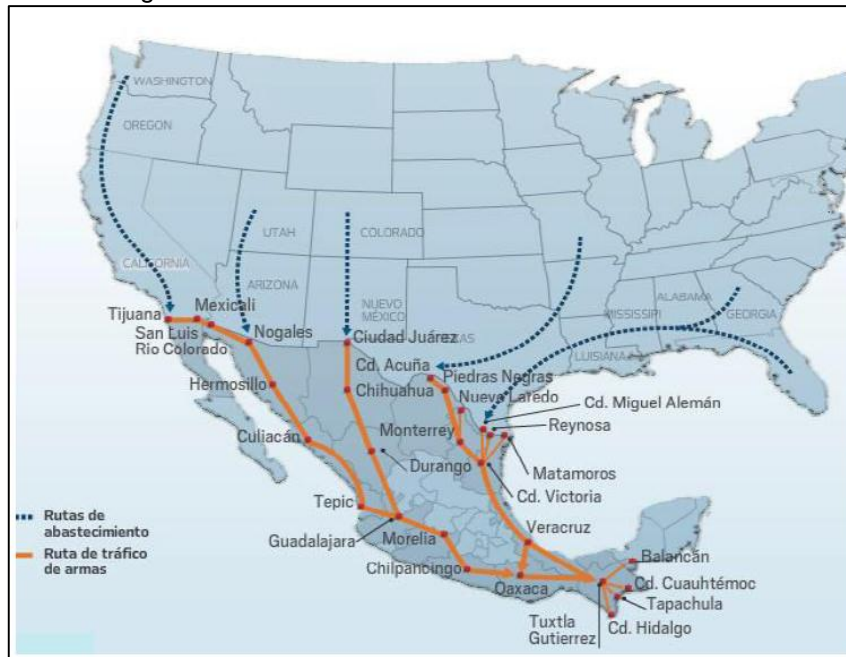 WASHINGTON
OREGON
UTAH
COLORADO
CALIFORNIA
ARIZONA
NUEVO
MÉXICO
MISSISSIPI
ALABAMA
GEORGIA
LUISIANA
Tijuana
Mexicali
San Luis
Rio Colorado
Nogales
Ciudad Juárez
Cd. Acuña
Piedras Negras
Hermosillo
Chihuahua
Nuevo Laredo
Cd. Miguel Alemán
Reynosa
Culiacán
Monterrey
Durango
Matamoros
Cd. Victoria
Tepic
Veracruz
Guadalajara
Morelia
Balancán
Chilpancingo
Oaxaca
Cd. Cuauhtémoc
Tapachula
Tuxtla
Gutierrez
Cd. Hidalgo
Rutas de
abastecimiento
Ruta de tráfico
de armas